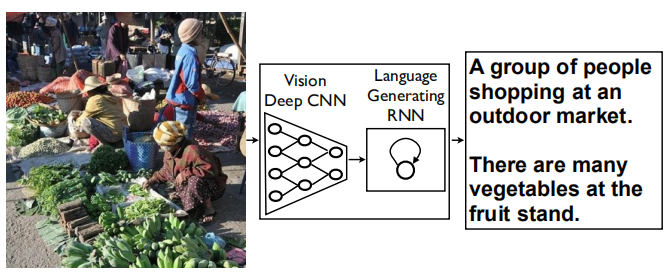 Vision
Deep CNN
Language
Generating
RNN
A group of people
shopping at an
outdoor market.
There are many
vegetables at the
fruit stand.